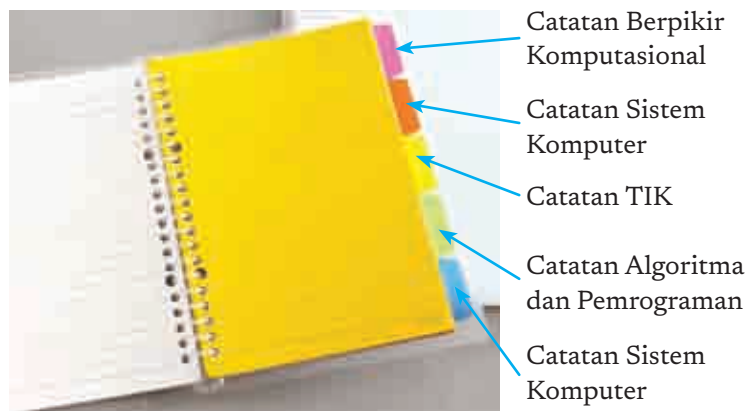 Catatan Berpikir
Komputasional
Catatan Sistem
Komputer
Catatan TIK
Catatan Algoritma
dan Pemrograman
Catatan Sistem
Komputer